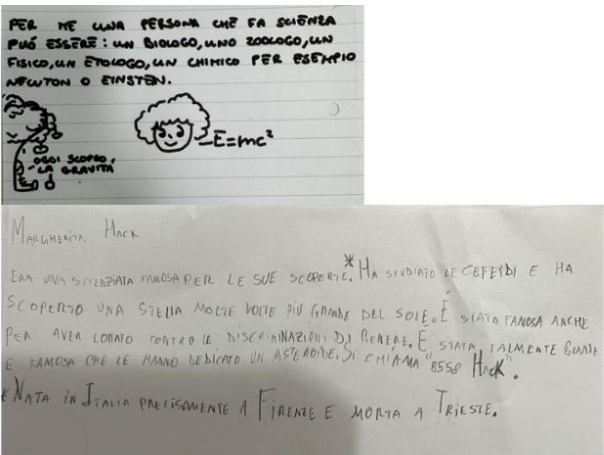 PER ME UNA PERSONA CHE FA SCIENZA
PUÓ ESSERE: UN BIOLOGO, UNO ZOOLOGO, UN
FISICO, UN ETOLOGO, UN CHIMICO PER ESEMPIO
NEWTON O EINSTEN.
E=mc²
OGGI SCOPRO,
LA GRAVITA
MARGHERITA HACK
ERA UNA SCIENZIATA FAMOSA PER LE SUE SCOPERTE.* HA STUDIATO LE CEFEIDI E HA
SCOPERTO UNA STELLA MOLTE VOLTE PIÙ GRANDE DEL SOLE. È STATA FAMOSA ANCHE
PER AVER LOTTATO CONTRO LE DISCRIMINAZIONI DI GENERE. È STATA TALMENTE GRANDE
E FAMOSA CHE LE HANNO DEDICATO UN ASTEROIDE. SI CHIAMA "8558 HACK".
* NATA IN ITALIA PRECISAMENTE A FIRENZE E MORTA A TRIESTE.